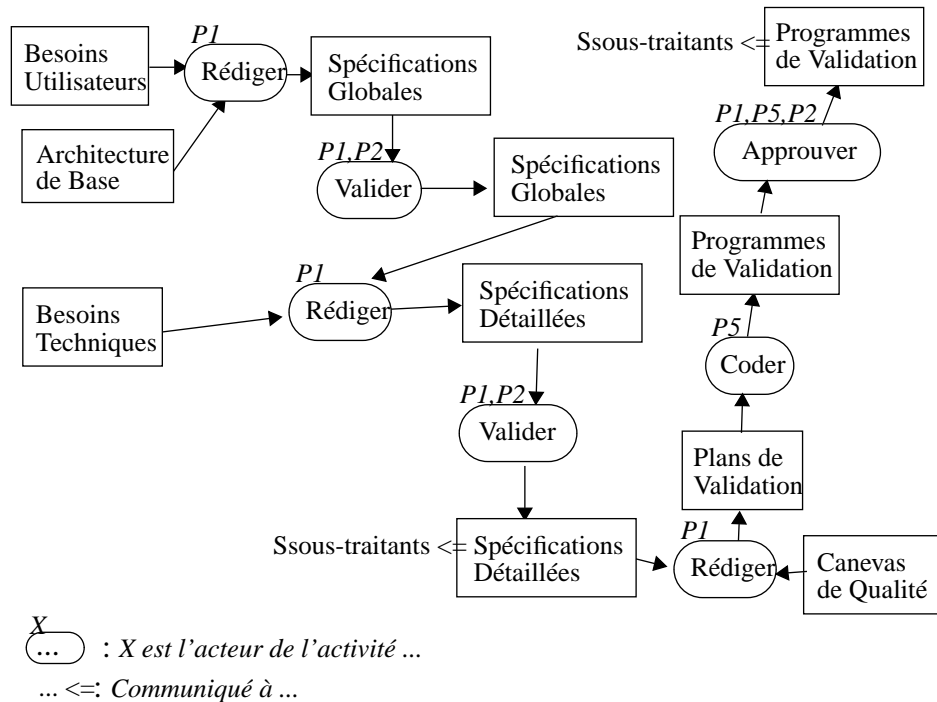 P1
Besoins
Utilisateurs
Rédiger
Spécifications
Globales
Architecture
de Base
P1,P2
Valider
Spécifications
Globales
P1
Rédiger
Besoins
Techniques
Spécifications
Détaillées
P1,P2
Valider
Ssous-traitants <= Spécifications
Détaillées
P1
Rédiger
Canevas
de Qualité
Plans de
Validation
P5
Coder
Programmes
de Validation
P1,P5,P2
Approuver
Ssous-traitants <= Programmes
de Validation
X
... : X est l'acteur de l'activité ...
... <=: Communiqué à ...